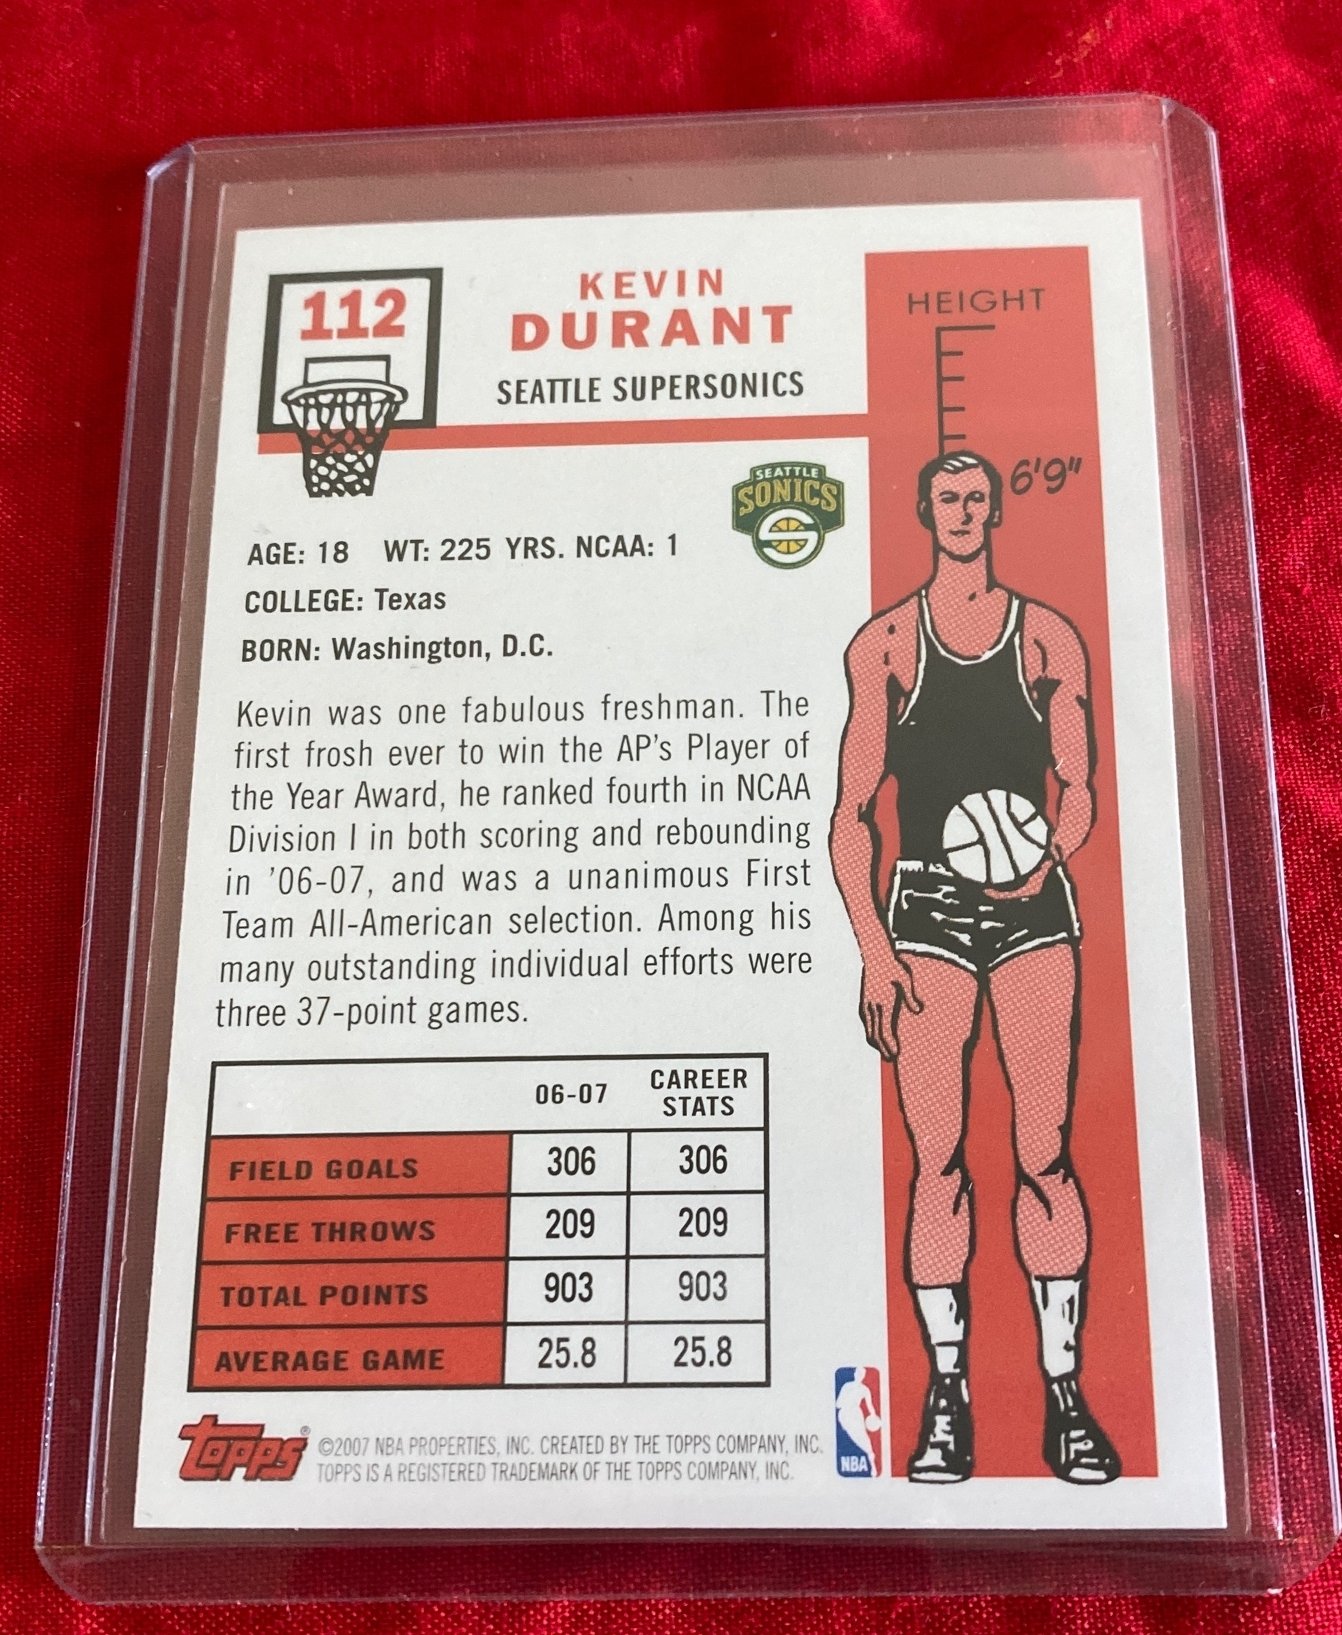 112
KEVIN
DURANT
SEATTLE SUPERSONICS
HEIGHT
6'9"
SEATTLE
SONICS
AGE: 18 WT: 225 YRS. NCAA: 1
COLLEGE: Texas
BORN: Washington, D.C.
Kevin was one fabulous freshman. The
first frosh ever to win the AP's Player of
the Year Award, he ranked fourth in NCAA
Division I in both scoring and rebounding
in '06-07, and was a unanimous First
Team All-American selection. Among his
many outstanding individual efforts were
three 37-point games.
06-07 CAREER STATS
FIELD GOALS 306 306
FREE THROWS 209 209
TOTAL POINTS 903 903
AVERAGE GAME 25.8 25.8
Topps®
©2007 NBA PROPERTIES, INC. CREATED BY THE TOPPS COMPANY, INC.
TOPPS IS A REGISTERED TRADEMARK OF THE TOPPS COMPANY, INC.
NBA